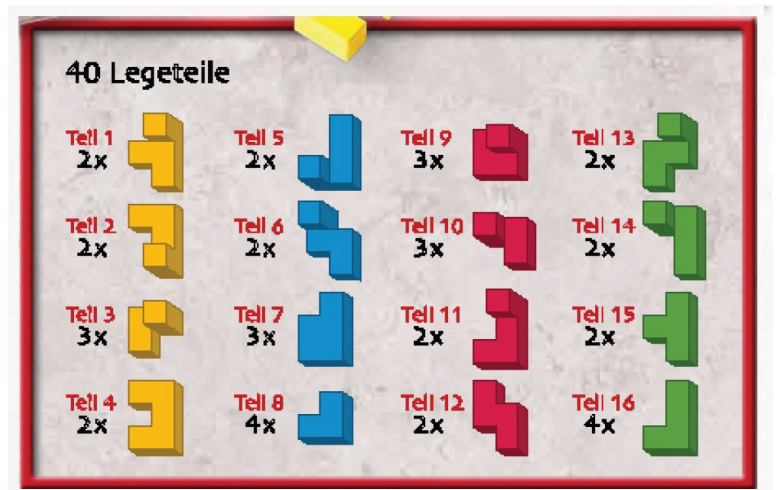 40 Legeteile
Teil 1
2x
Teil 5
2x
Teil 9
3x
Teil 13
2x
Teil 2
2x
Teil 6
2x
Teil 10
3x
Teil 14
2x
Teil 3
3x
Teil 7
3x
Teil 11
2x
Teil 15
2x
Teil 4
2x
Teil 8
4x
Teil 12
2x
Teil 16
4x